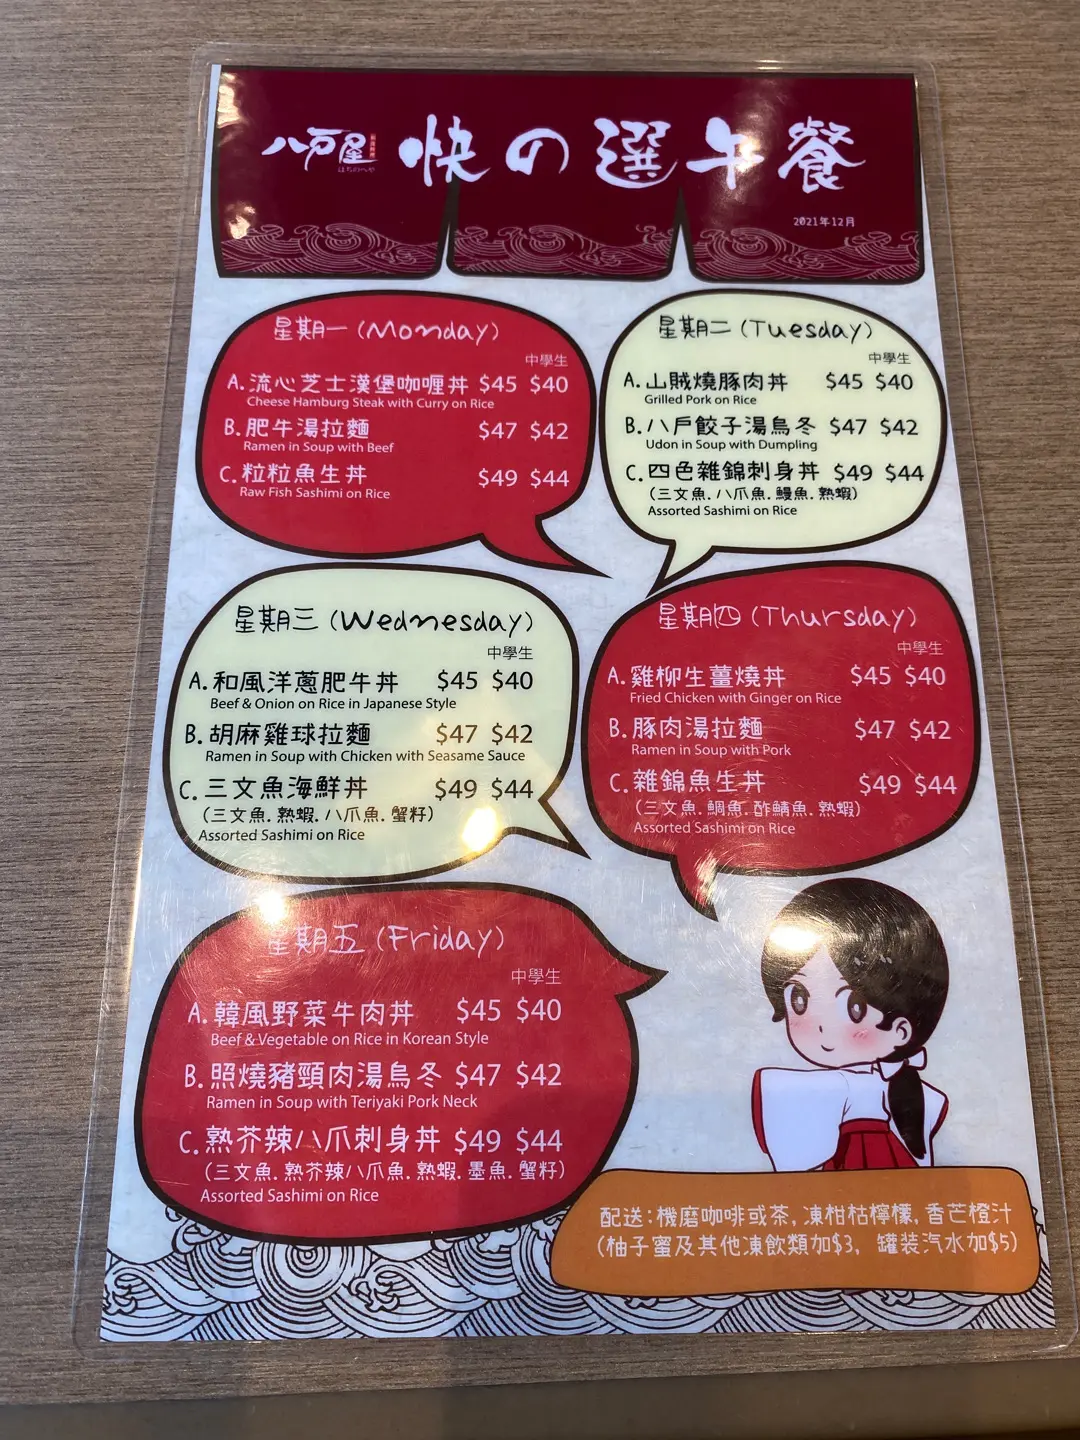 八戸屋 快の選午餐
はちのへや
2021年12月
星期一 (Monday)
中學生
A. 流心芝士漢堡咖喱丼 $45 $40
Cheese Hamburg Steak with Curry on Rice
B. 肥牛湯拉麵 $47 $42
Ramen in Soup with Beef
C. 粒粒魚生丼 $49 $44
Raw Fish Sashimi on Rice
星期二 (Tuesday)
中學生
A. 山賊燒豚肉丼 $45 $40
Grilled Pork on Rice
B. 八戶餃子湯烏冬 $47 $42
Udon in Soup with Dumpling
C. 四色雜錦刺身丼 $49 $44
(三文魚. 八爪魚. 鰻魚. 熟蝦)
Assorted Sashimi on Rice
星期三 (Wednesday)
中學生
A. 和風洋蔥肥牛丼 $45 $40
Beef & Onion on Rice in Japanese Style
B. 胡麻雞球拉麵 $47 $42
Ramen in Soup with Chicken with Seasame Sauce
C. 三文魚海鮮丼 $49 $44
(三文魚. 熟蝦. 八爪魚. 蟹籽)
Assorted Sashimi on Rice
星期四 (Thursday)
中學生
A. 雞柳生薑燒丼 $45 $40
Fried Chicken with Ginger on Rice
B. 豚肉湯拉麵 $47 $42
Ramen in Soup with Pork
C. 雜錦魚生丼 $49 $44
(三文魚. 鯛魚. 酢鯖魚. 熟蝦)
Assorted Sashimi on Rice
星期五 (Friday)
中學生
A. 韓風野菜牛肉丼 $45 $40
Beef & Vegetable on Rice in Korean Style
B. 照燒豬頸肉湯烏冬 $47 $42
Ramen in Soup with Teriyaki Pork Neck
C. 熟芥辣八爪刺身丼 $49 $44
(三文魚. 熟芥辣八爪魚. 熟蝦. 墨魚. 蟹籽)
Assorted Sashimi on Rice
配送：機磨咖啡或茶, 凍柑桔檸檬, 香芒橙汁
(柚子蜜及其他凍飲類加$3, 罐装汽水加$5)